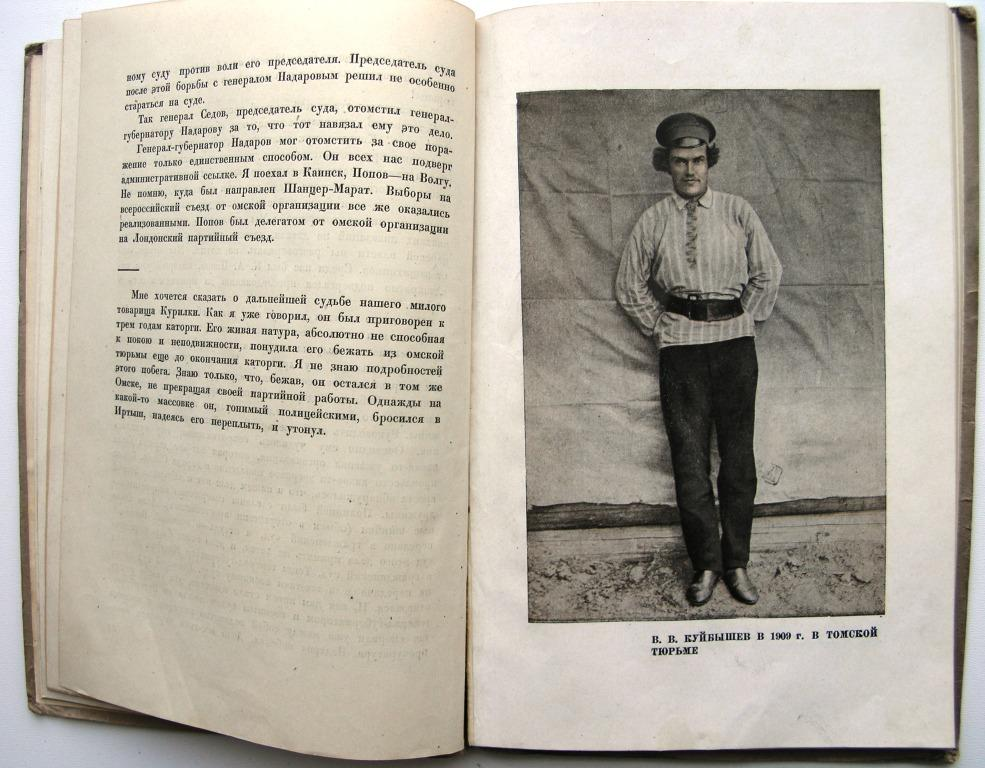 ному суду против воли его председателя. Председатель суда
после этой борьбы с генералом Надаровым решил не особенно
стараться на суде.
Так генерал Седов, председатель суда, отомстил генерал-
губернатору Надарову за то, что тот навязал ему это дело.
Генерал-губернатор Надаров мог отомстить за свое пора-
жение только единственным способом. Он всех нас подверг
административной ссылке. Я поехал в Каинск, Попов—на Волгу.
Не помню, куда был направлен Шанцер-Марат. Выборы на
всероссийский съезд от омской организации все же оказались
реализованными. Попов был делегатом от омской организации
на Лондонский партийный съезд.
Мне хочется сказать о дальнейшей судьбе нашего милого
товарища Курилки. Как я уже говорил, он был приговорен к
трем годам каторги. Его живая натура, абсолютно не способная
к покою и неподвижности, понудила его бежать из омской
тюрьмы еще до окончания каторги. Я не знаю подробностей
этого побега. Знаю только, что, бежав, он остался в том же
Омске, не прекращая своей партийной работы. Однажды на
какой-то массовке он, гонимый полицейскими, бросился в
Иртыш, надеясь его переплыть, и утонул.
В. В. КУЙБЫШЕВ В 1909 г. В ТОМСКОЙ
ТЮРЬМЕ